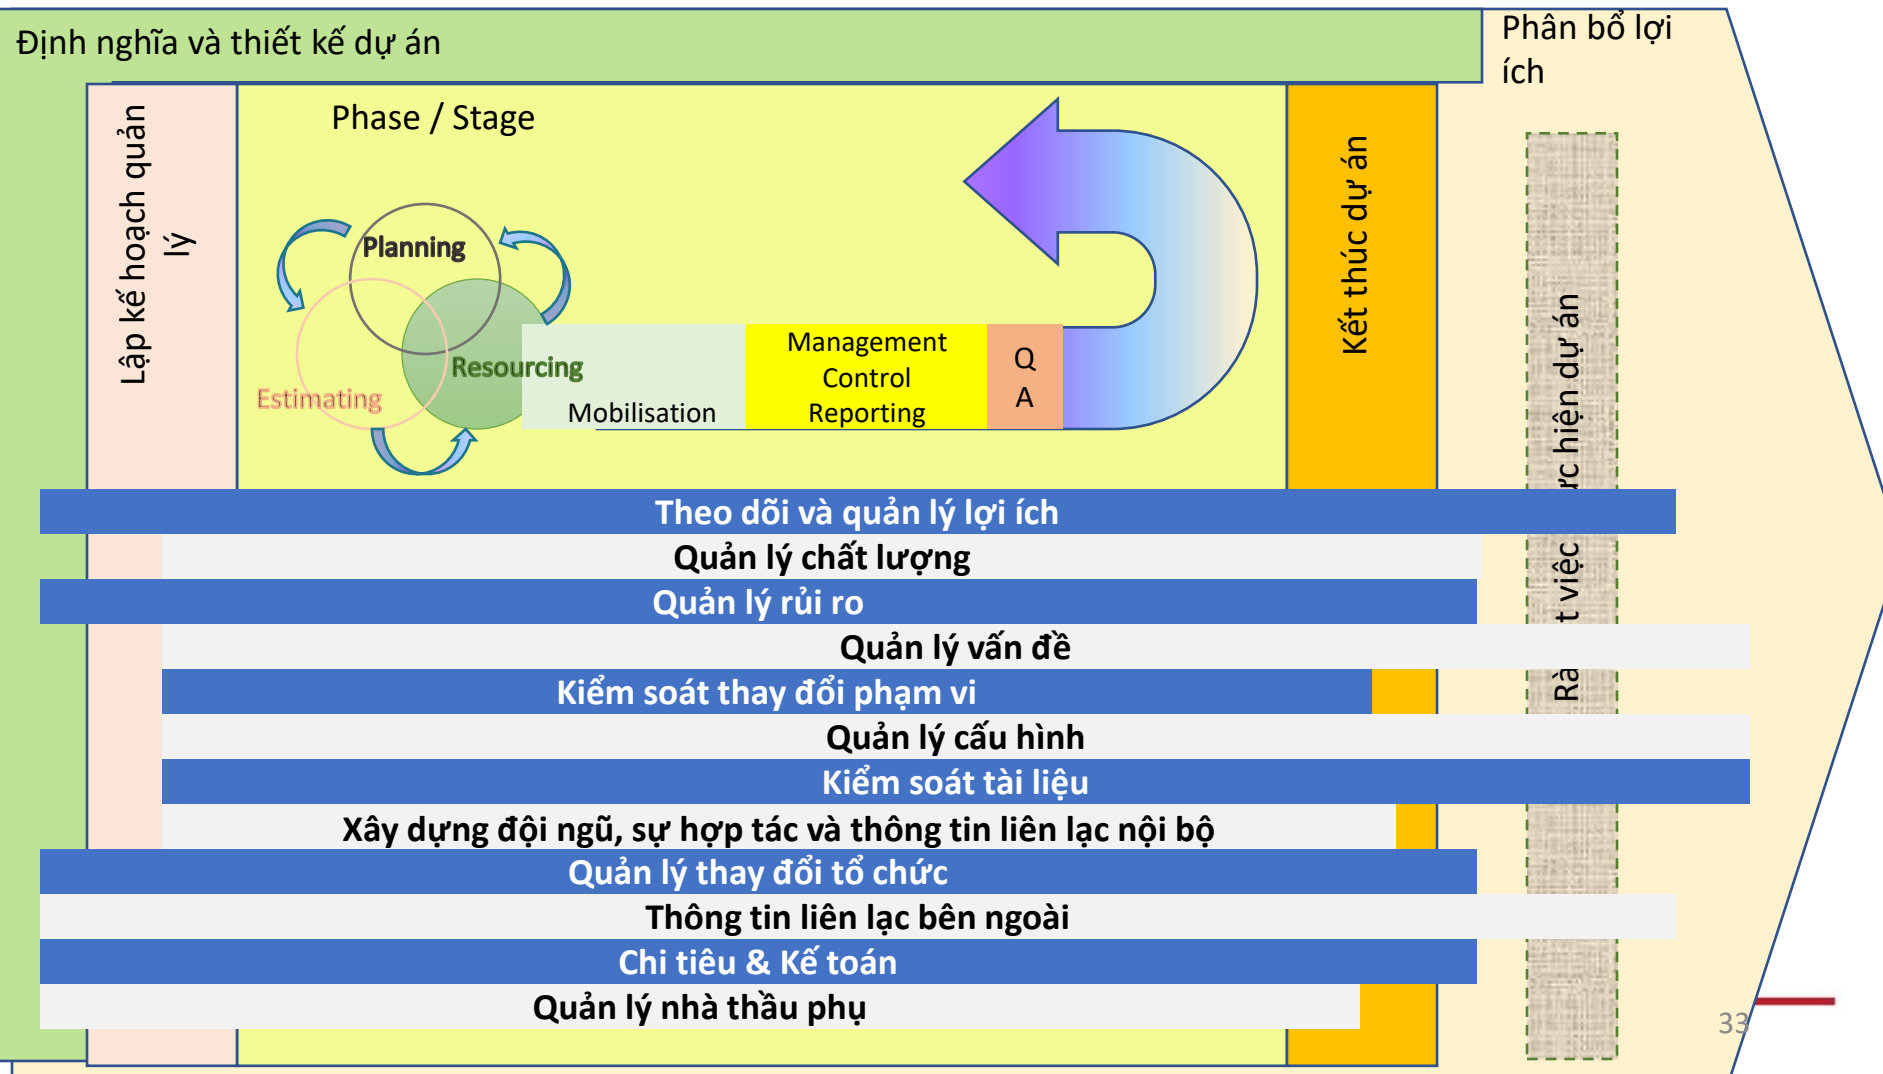 Định nghĩa và thiết kế dự án
Phân bổ lợi
ích
Lập kế hoạch quản
lý
Phase / Stage
Planning
Resourcing
Estimating
Mobilisation
Management
Control
Reporting
Q
A
Kết thúc dự án
việc hiện dự án
Theo dõi và quản lý lợi ích
Quản lý chất lượng
Quản lý rủi ro
Quản lý vấn đề
Kiểm soát thay đổi phạm vi
Quản lý cấu hình
Kiểm soát tài liệu
Xây dựng đội ngũ, sự hợp tác và thông tin liên lạc nội bộ
Quản lý thay đổi tổ chức
Thông tin liên lạc bên ngoài
Chi tiêu & Kế toán
Quản lý nhà thầu phụ
33